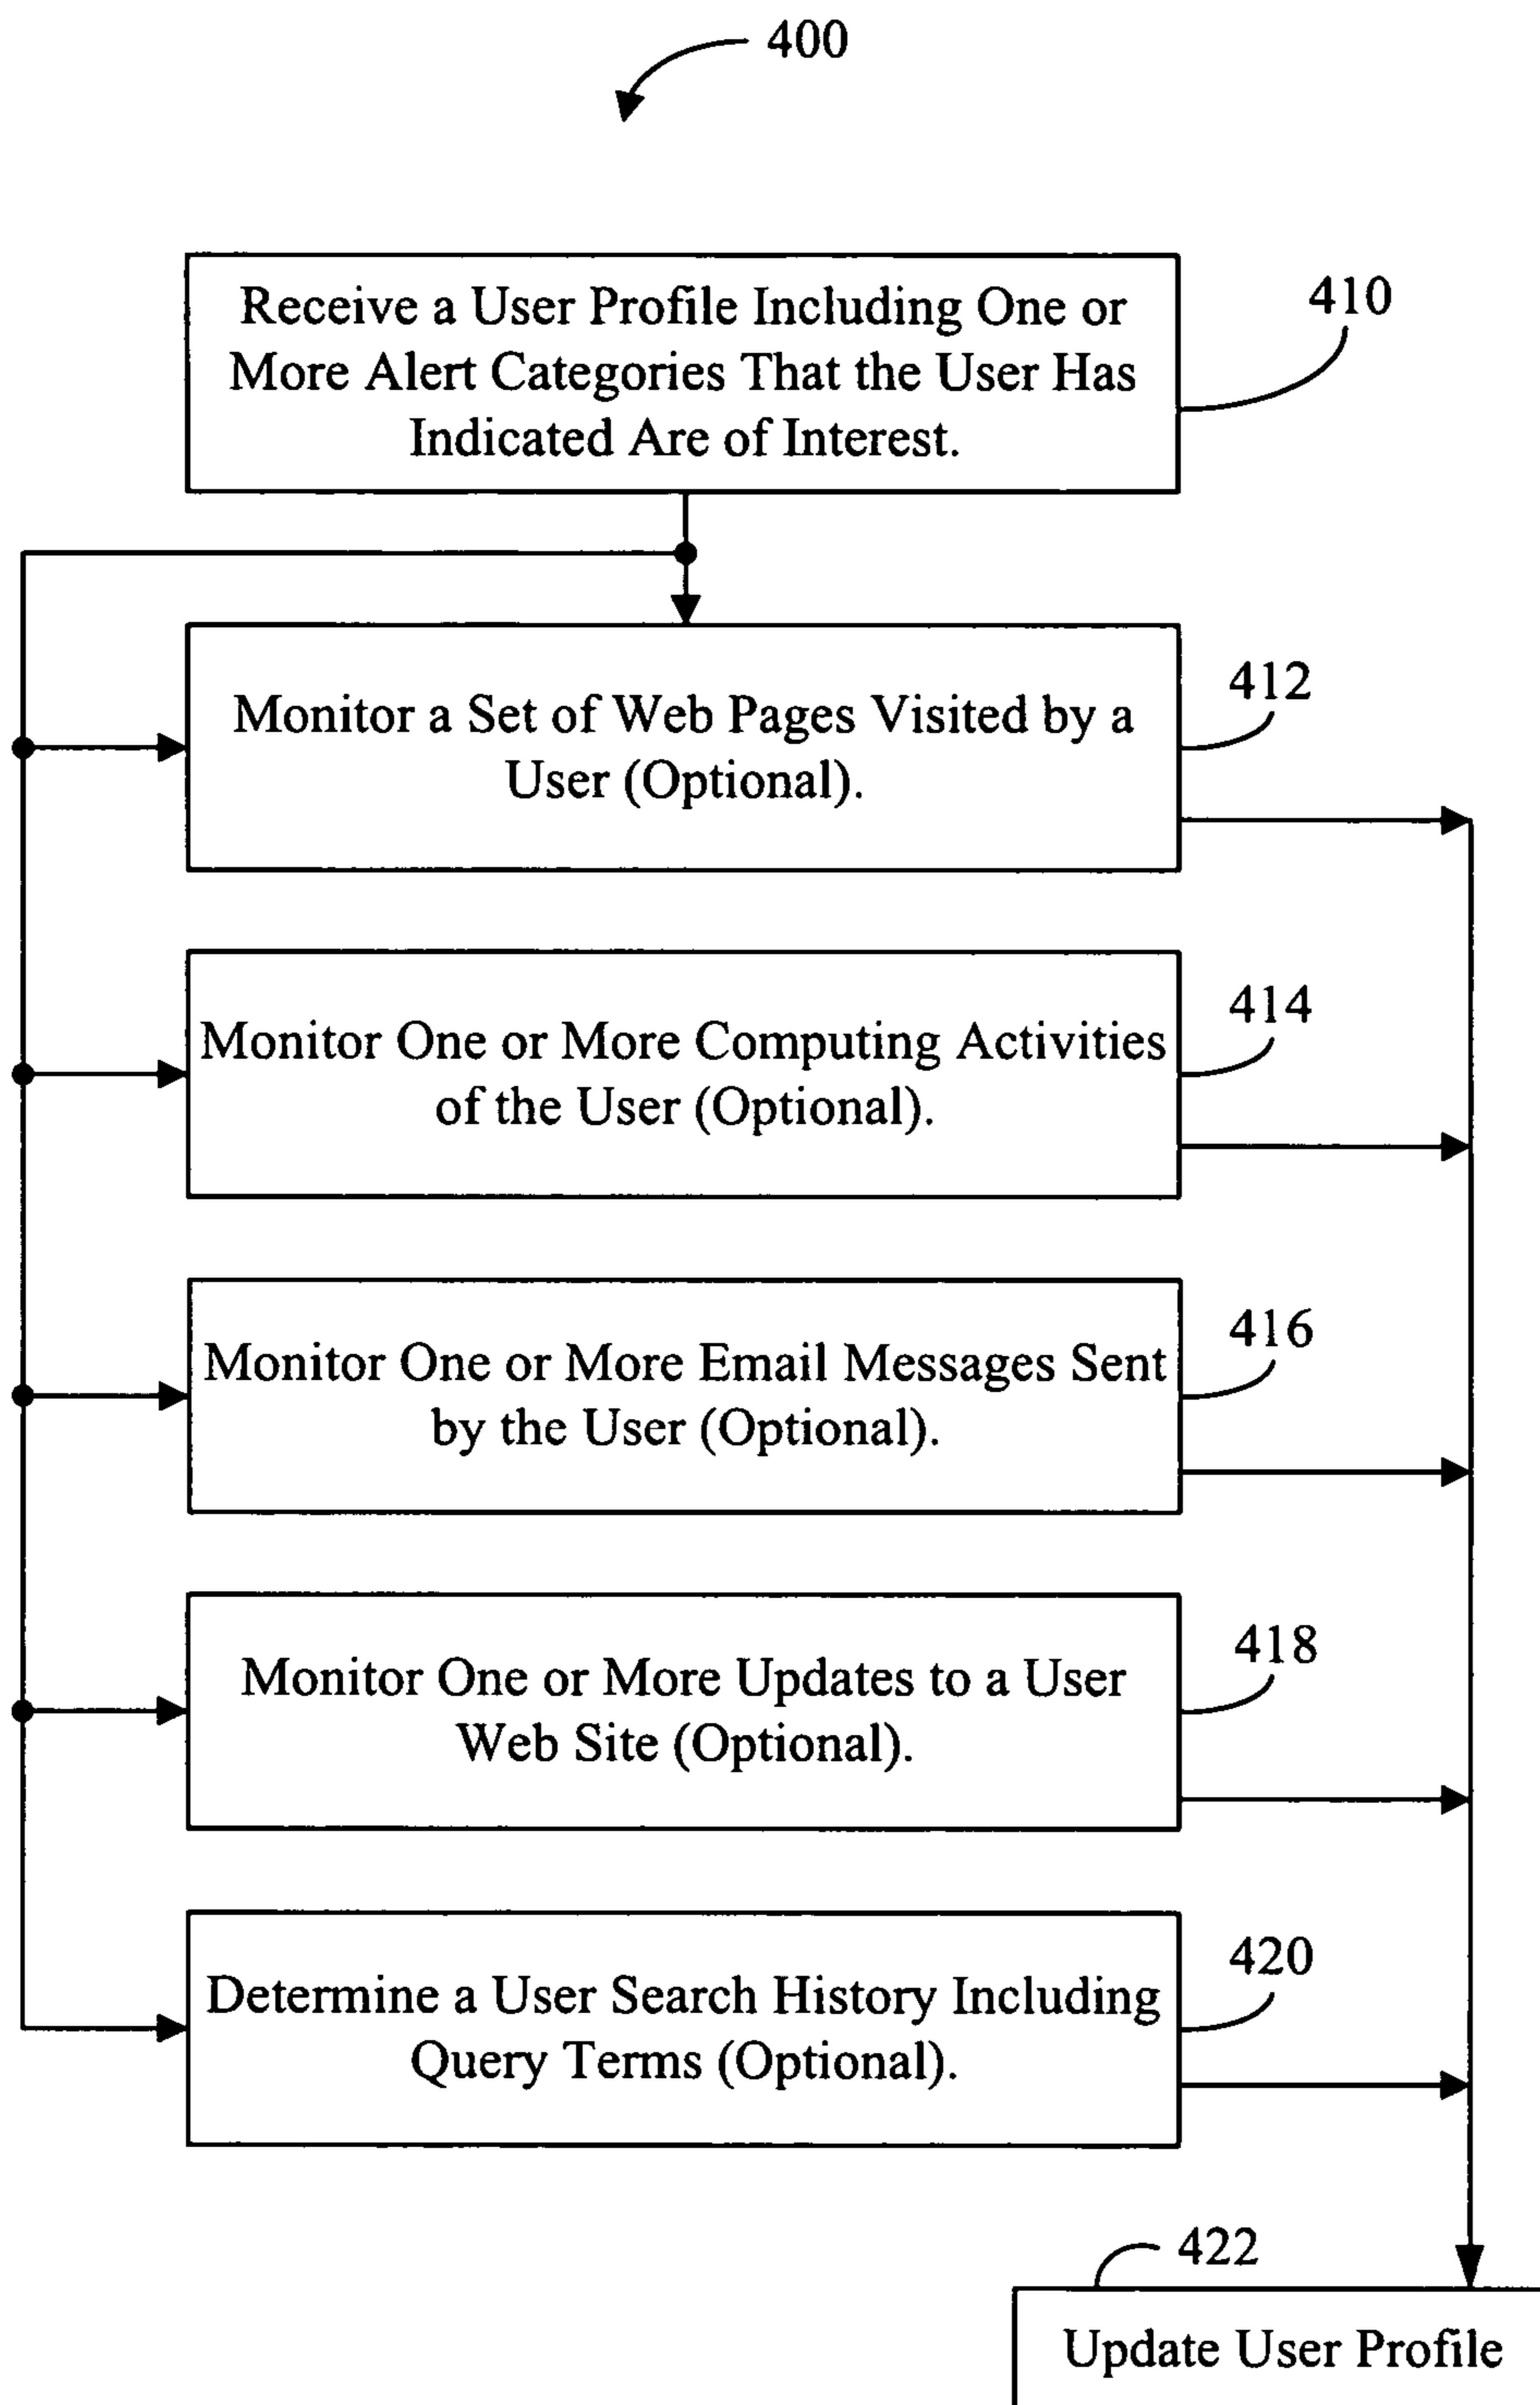 400
Receive a User Profile Including One or
More Alert Categories That the User Has
Indicated Are of Interest.
410
Monitor a Set of Web Pages Visited by a
User (Optional).
412
Monitor One or More Computing Activities
of the User (Optional).
414
Monitor One or More Email Messages Sent
by the User (Optional).
416
Monitor One or More Updates to a User
Web Site (Optional).
418
Determine a User Search History Including
Query Terms (Optional).
420
422
Update User Profile